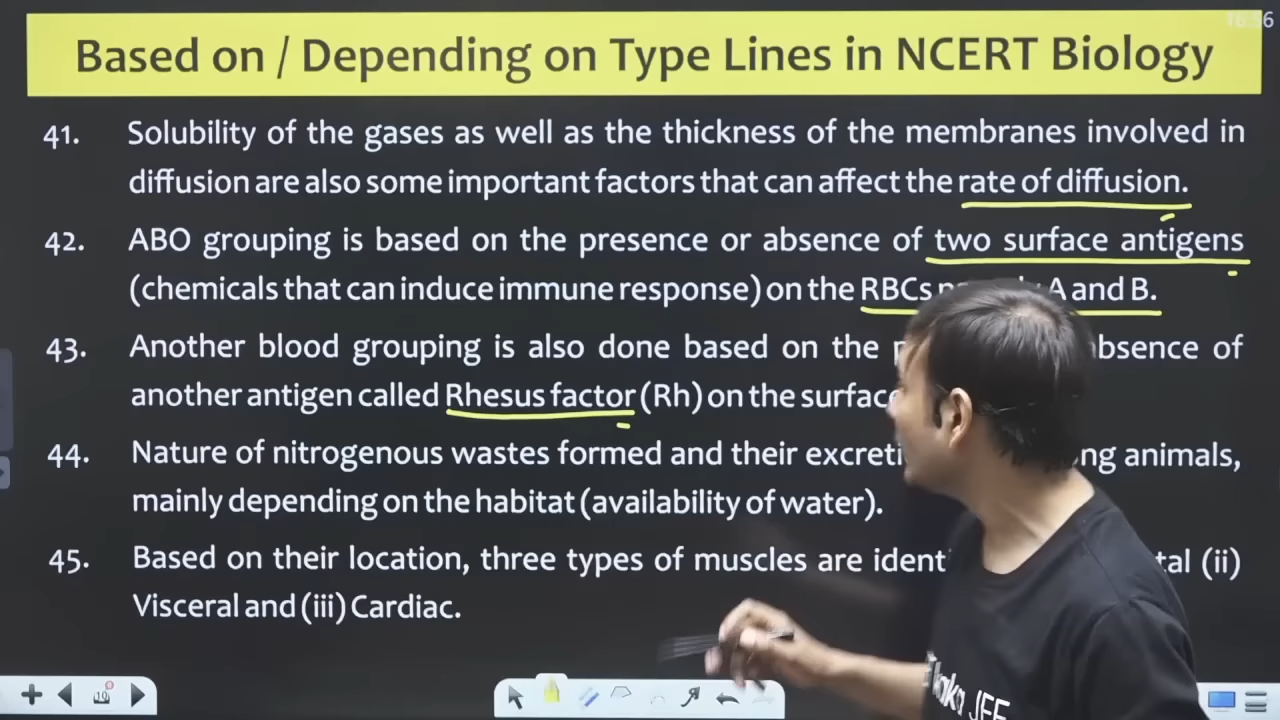 16:56
Based on / Depending on Type Lines in NCERT Biology
41. Solubility of the gases as well as the thickness of the membranes involved in
diffusion are also some important factors that can affect the rate of diffusion.
42. ABO grouping is based on the presence or absence of two surface antigens
(chemicals that can induce immune response) on the RBCs A and B.
43. Another blood grouping is also done based on the absence of
another antigen called Rhesus factor (Rh) on the
44. Nature of nitrogenous wastes formed and their animals,
mainly depending on the habitat (availability of water).
45. Based on their location, three types of muscles are (ii)
Visceral and (iii) Cardiac.
JEE